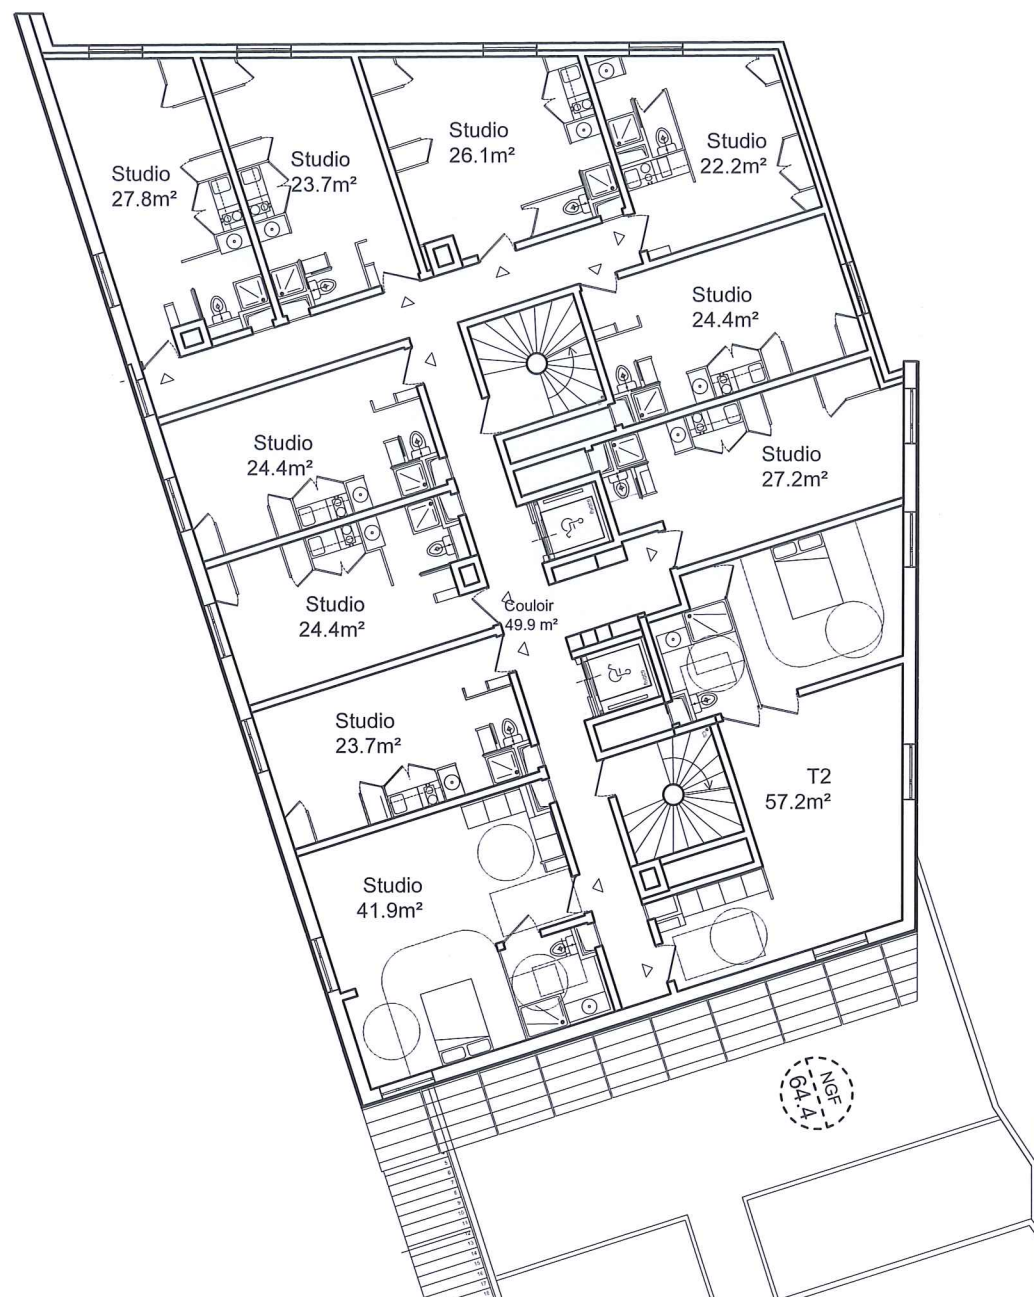 Studio
26.1m²
Studio
22.2m²
Studio
23.7m²
Studio
27.8m²
Studio
24.4m²
Studio
24.4m²
Studio
27.2m²
Studio
24.4m²
Couloir
49.9 m²
Studio
23.7m²
T2
57.2m²
Studio
41.9m²
NGF
64.4